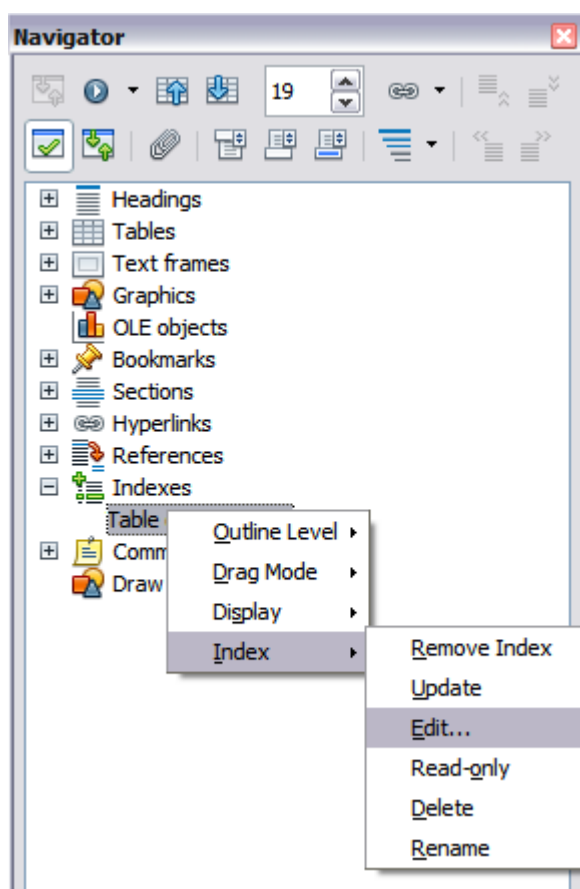 Navigator
19
Headings
Tables
Text frames
Graphics
OLE objects
Bookmarks
Sections
Hyperlinks
References
Indexes
Table
Comm
Draw
Outline Level
Drag Mode
Display
Index
Remove Index
Update
Edit...
Read-only
Delete
Rename